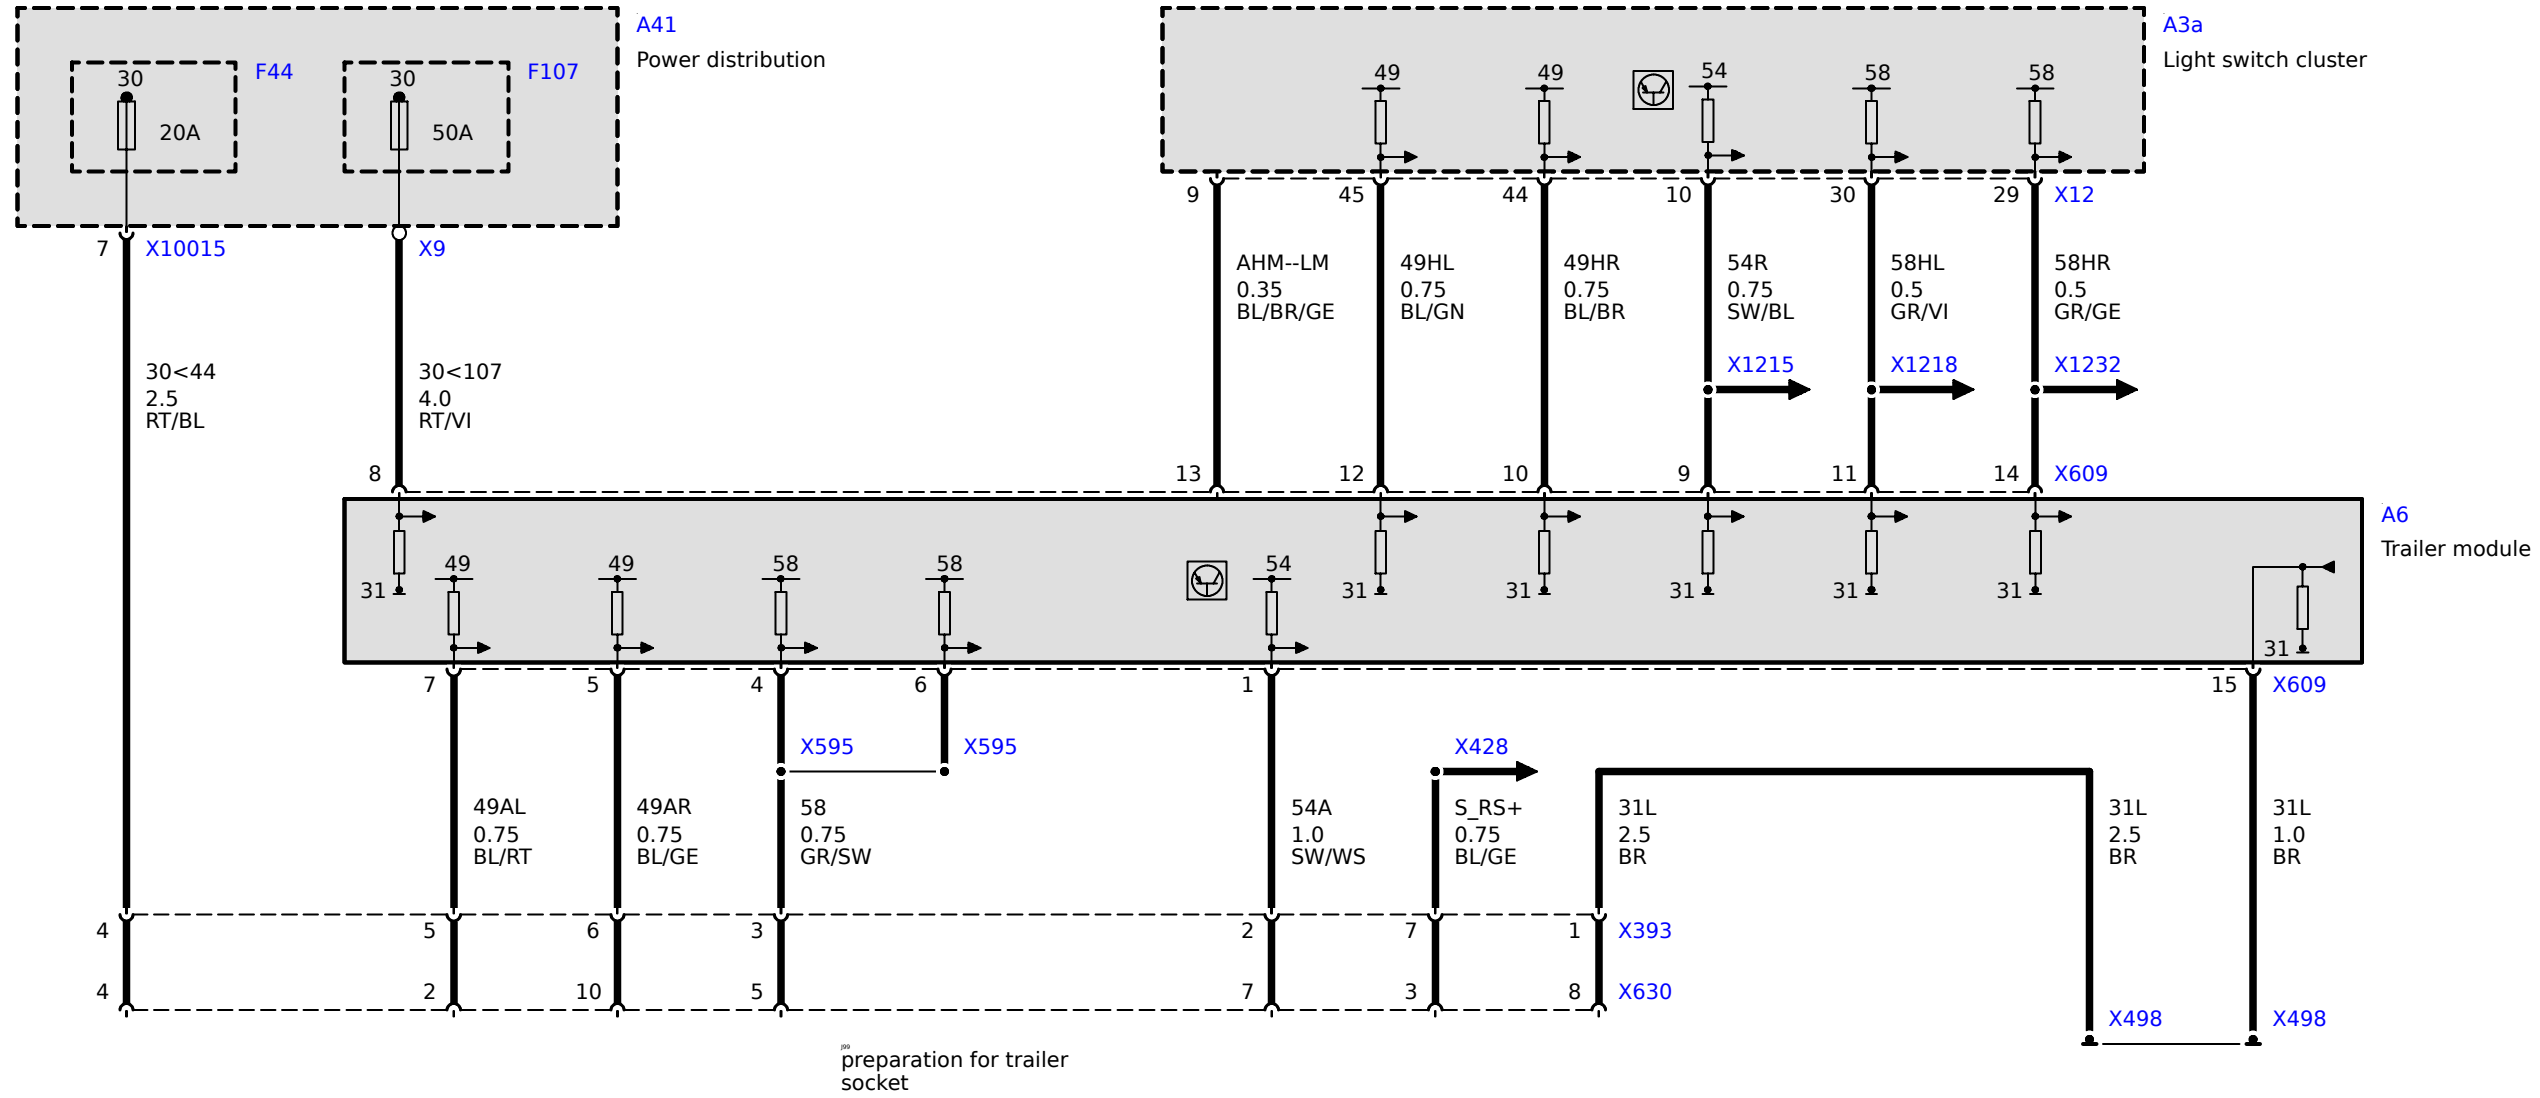 A41
Power distribution
F44
30
20A
F107
30
50A
7
X10015
X9
30<44
2.5
RT/BL
30<107
4.0
RT/VI
A3a
Light switch cluster
49
49
54
58
58
9
45
44
10
30
29
X12
AHM--LM
0.35
BL/BR/GE
49HL
0.75
BL/GN
49HR
0.75
BL/BR
54R
0.75
SW/BL
58HL
0.5
GR/VI
58HR
0.5
GR/GE
X1215
X1218
X1232
8
13
12
10
9
11
14
X609
A6
Trailer module
31
49
49
58
58
54
31
31
31
31
31
31
7
5
4
6
1
15
X609
X595
X595
X428
49AL
0.75
BL/RT
49AR
0.75
BL/GE
58
0.75
GR/SW
54A
1.0
SW/WS
S_RS+
0.75
BL/GE
31L
2.5
BR
31L
2.5
BR
31L
1.0
BR
4
5
6
3
2
7
1
X393
4
2
10
5
7
3
8
X630
X498
X498
J99
preparation for trailer
socket